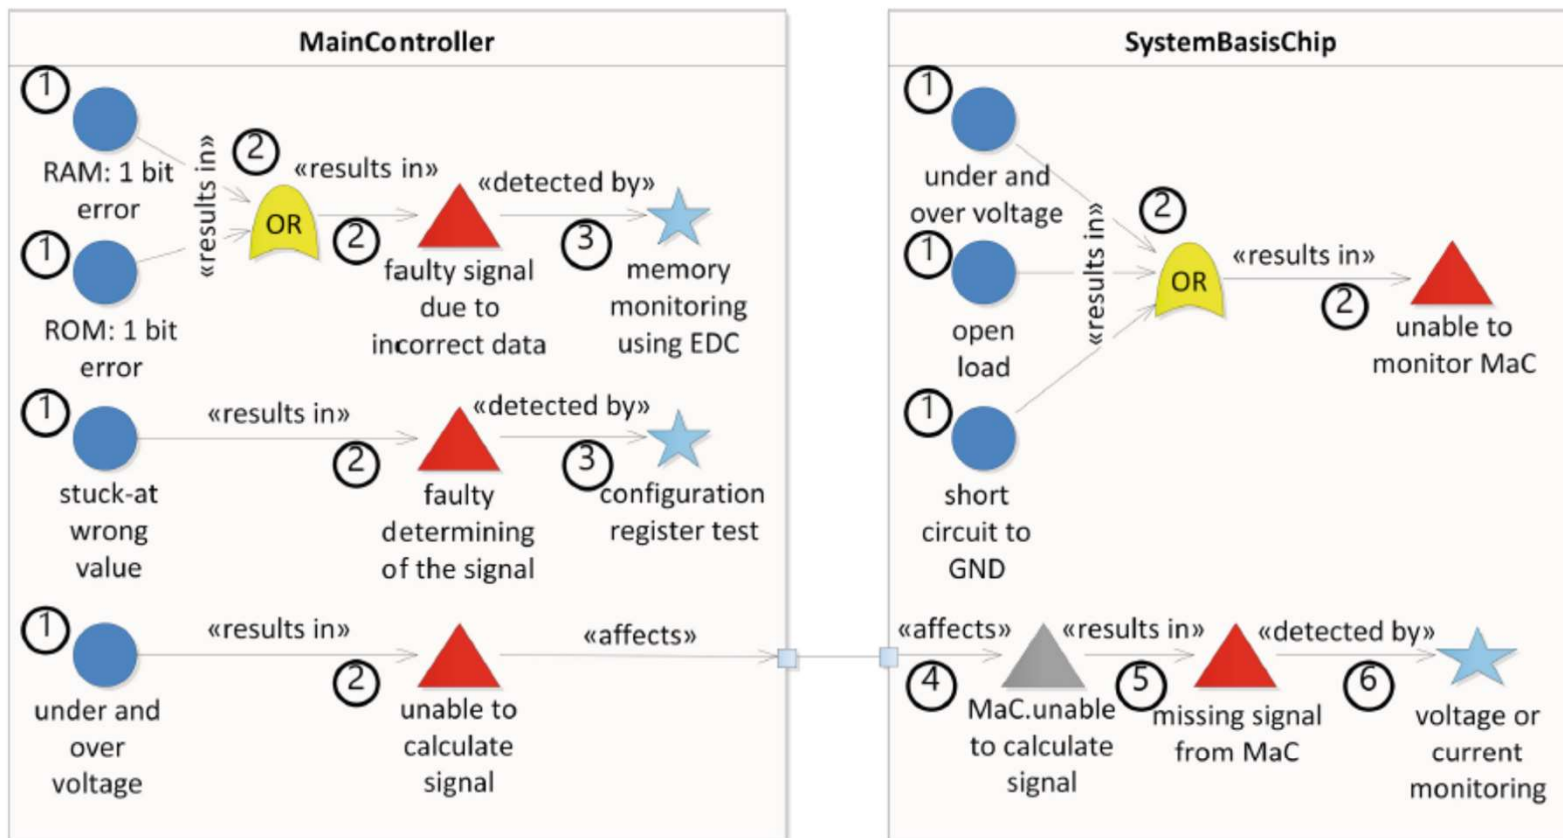 MainController
1
RAM: 1 bit
error
1
ROM: 1 bit
error
«results in»
2
OR
«results in»
2
faulty signal
due to
incorrect data
«detected by»
3
memory
monitoring
using EDC
1
stuck-at
wrong
value
«results in»
2
faulty
determining
of the signal
«detected by»
3
configuration
register test
1
under and
over
voltage
«results in»
2
unable to
calculate
signal
«affects»
SystemBasisChip
1
under and
over voltage
1
open
load
1
short
circuit to
GND
«results in»
2
OR
«results in»
2
unable to
monitor MaC
«affects»
4
MaC.unable
to calculate
signal
«results in»
5
missing signal
from MaC
«detected by»
6
voltage or
current
monitoring